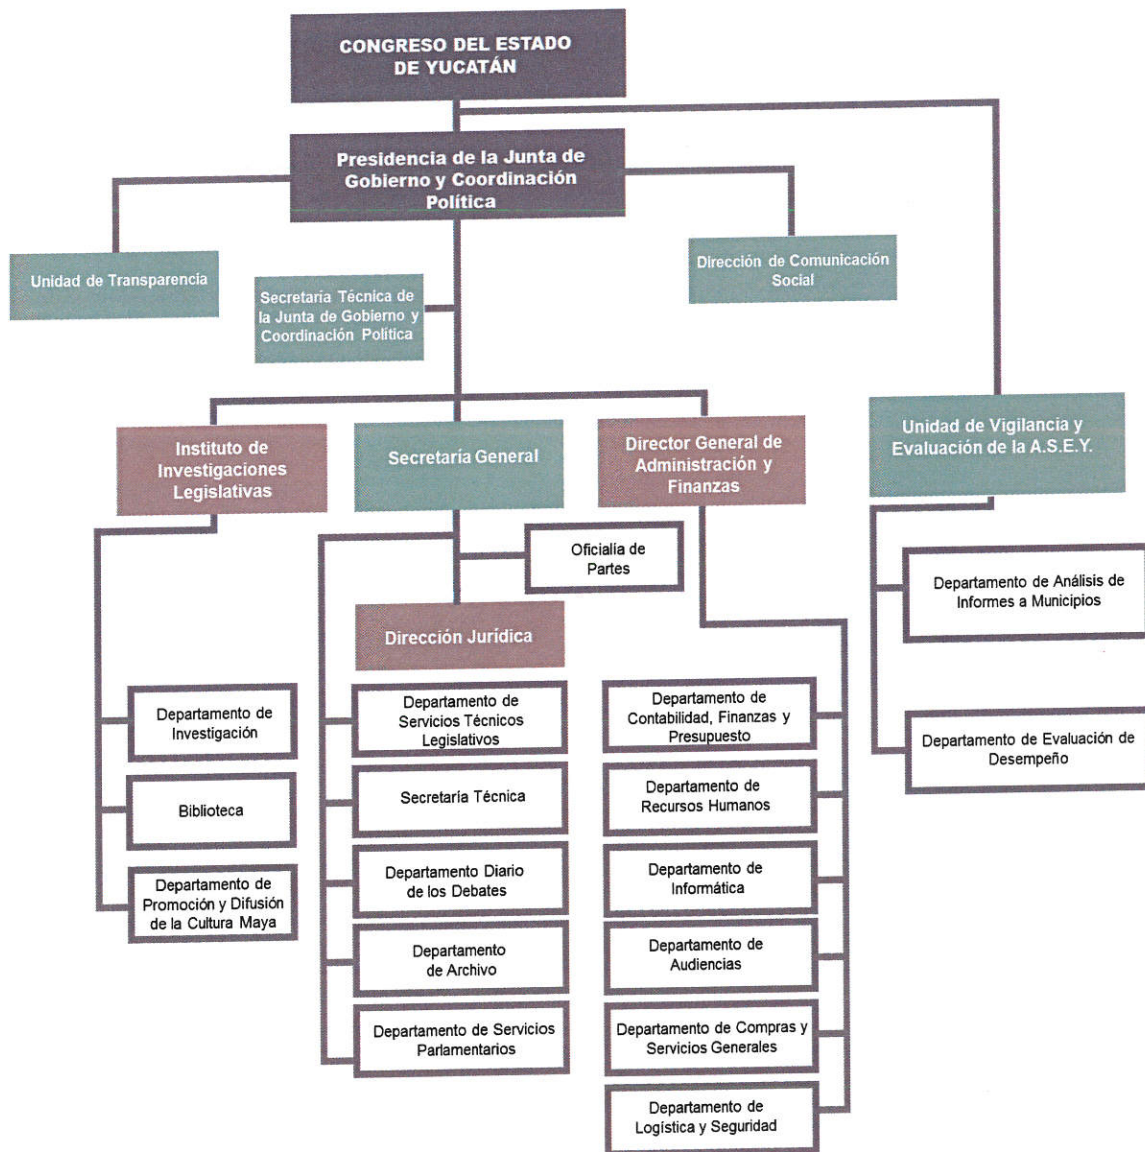 CONGRESO DEL ESTADO
DE YUCATÁN
Presidencia de la Junta de
Gobierno y Coordinación
Política
Unidad de Transparencia
Dirección de Comunicación
Social
Secretaría Técnica de
la Junta de Gobierno y
Coordinación Política
Instituto de
Investigaciones
Legislativas
Secretaría General
Director General de
Administración y
Finanzas
Unidad de Vigilancia y
Evaluación de la A.S.E.Y.
Oficialía de
Partes
Departamento de Análisis de
Informes a Municipios
Dirección Jurídica
Departamento de
Investigación
Departamento de
Servicios Técnicos
Legislativos
Departamento de
Contabilidad, Finanzas y
Presupuesto
Departamento de Evaluación de
Desempeño
Biblioteca
Secretaría Técnica
Departamento de
Recursos Humanos
Departamento de
Promoción y Difusión
de la Cultura Maya
Departamento Diario
de los Debates
Departamento de
Informática
Departamento
de Archivo
Departamento de
Audiencias
Departamento de Servicios
Parlamentarios
Departamento de Compras y
Servicios Generales
Departamento de
Logística y Seguridad